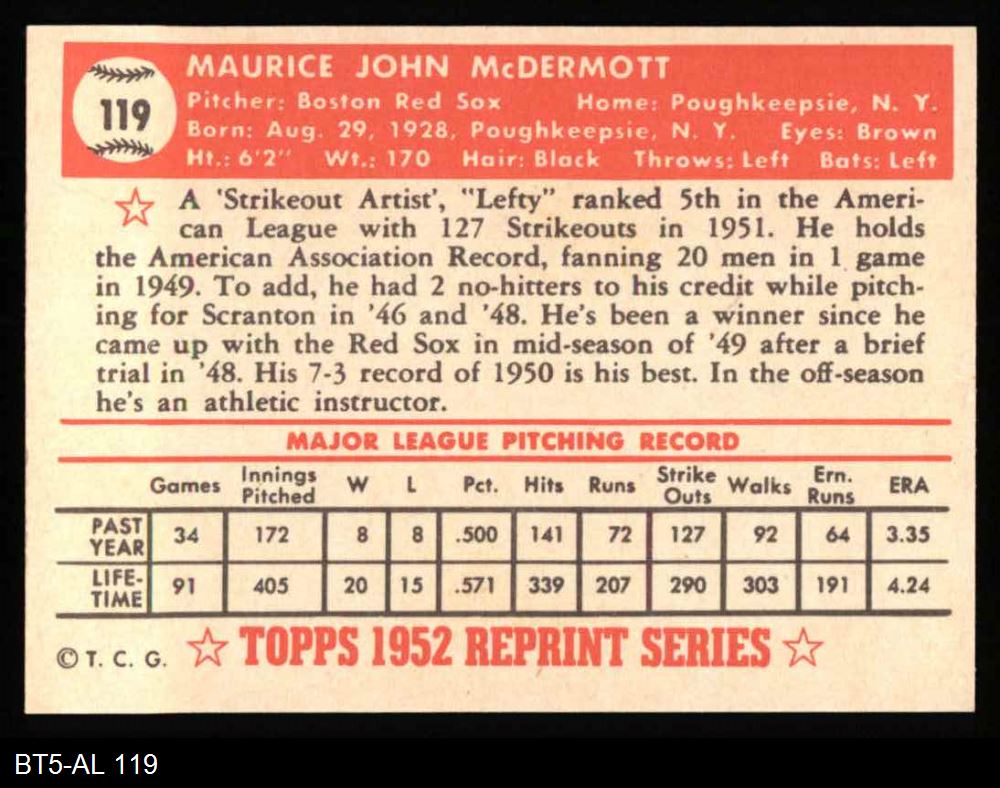 119
MAURICE JOHN McDERMOTT
Pitcher: Boston Red Sox Home: Poughkeepsie, N. Y.
Born: Aug. 29, 1928, Poughkeepsie, N. Y. Eyes: Brown
Ht.: 6'2" Wt.: 170 Hair: Black Throws: Left Bats: Left
A 'Strikeout Artist', "Lefty" ranked 5th in the Ameri-
can League with 127 Strikeouts in 1951. He holds
the American Association Record, fanning 20 men in 1 game
in 1949. To add, he had 2 no-hitters to his credit while pitch-
ing for Scranton in '46 and '48. He's been a winner since he
came up with the Red Sox in mid-season of '49 after a brief
trial in '48. His 7-3 record of 1950 is his best. In the off-season
he's an athletic instructor.
MAJOR LEAGUE PITCHING RECORD
Games Innings Pitched W L Pct. Hits Runs Strike Outs Walks Ern. Runs ERA
PAST YEAR 34 172 8 8 .500 141 72 127 92 64 3.35
LIFE-TIME 91 405 20 15 .571 339 207 290 303 191 4.24
© T. C. G. TOPPS 1952 REPRINT SERIES
BT5-AL 119